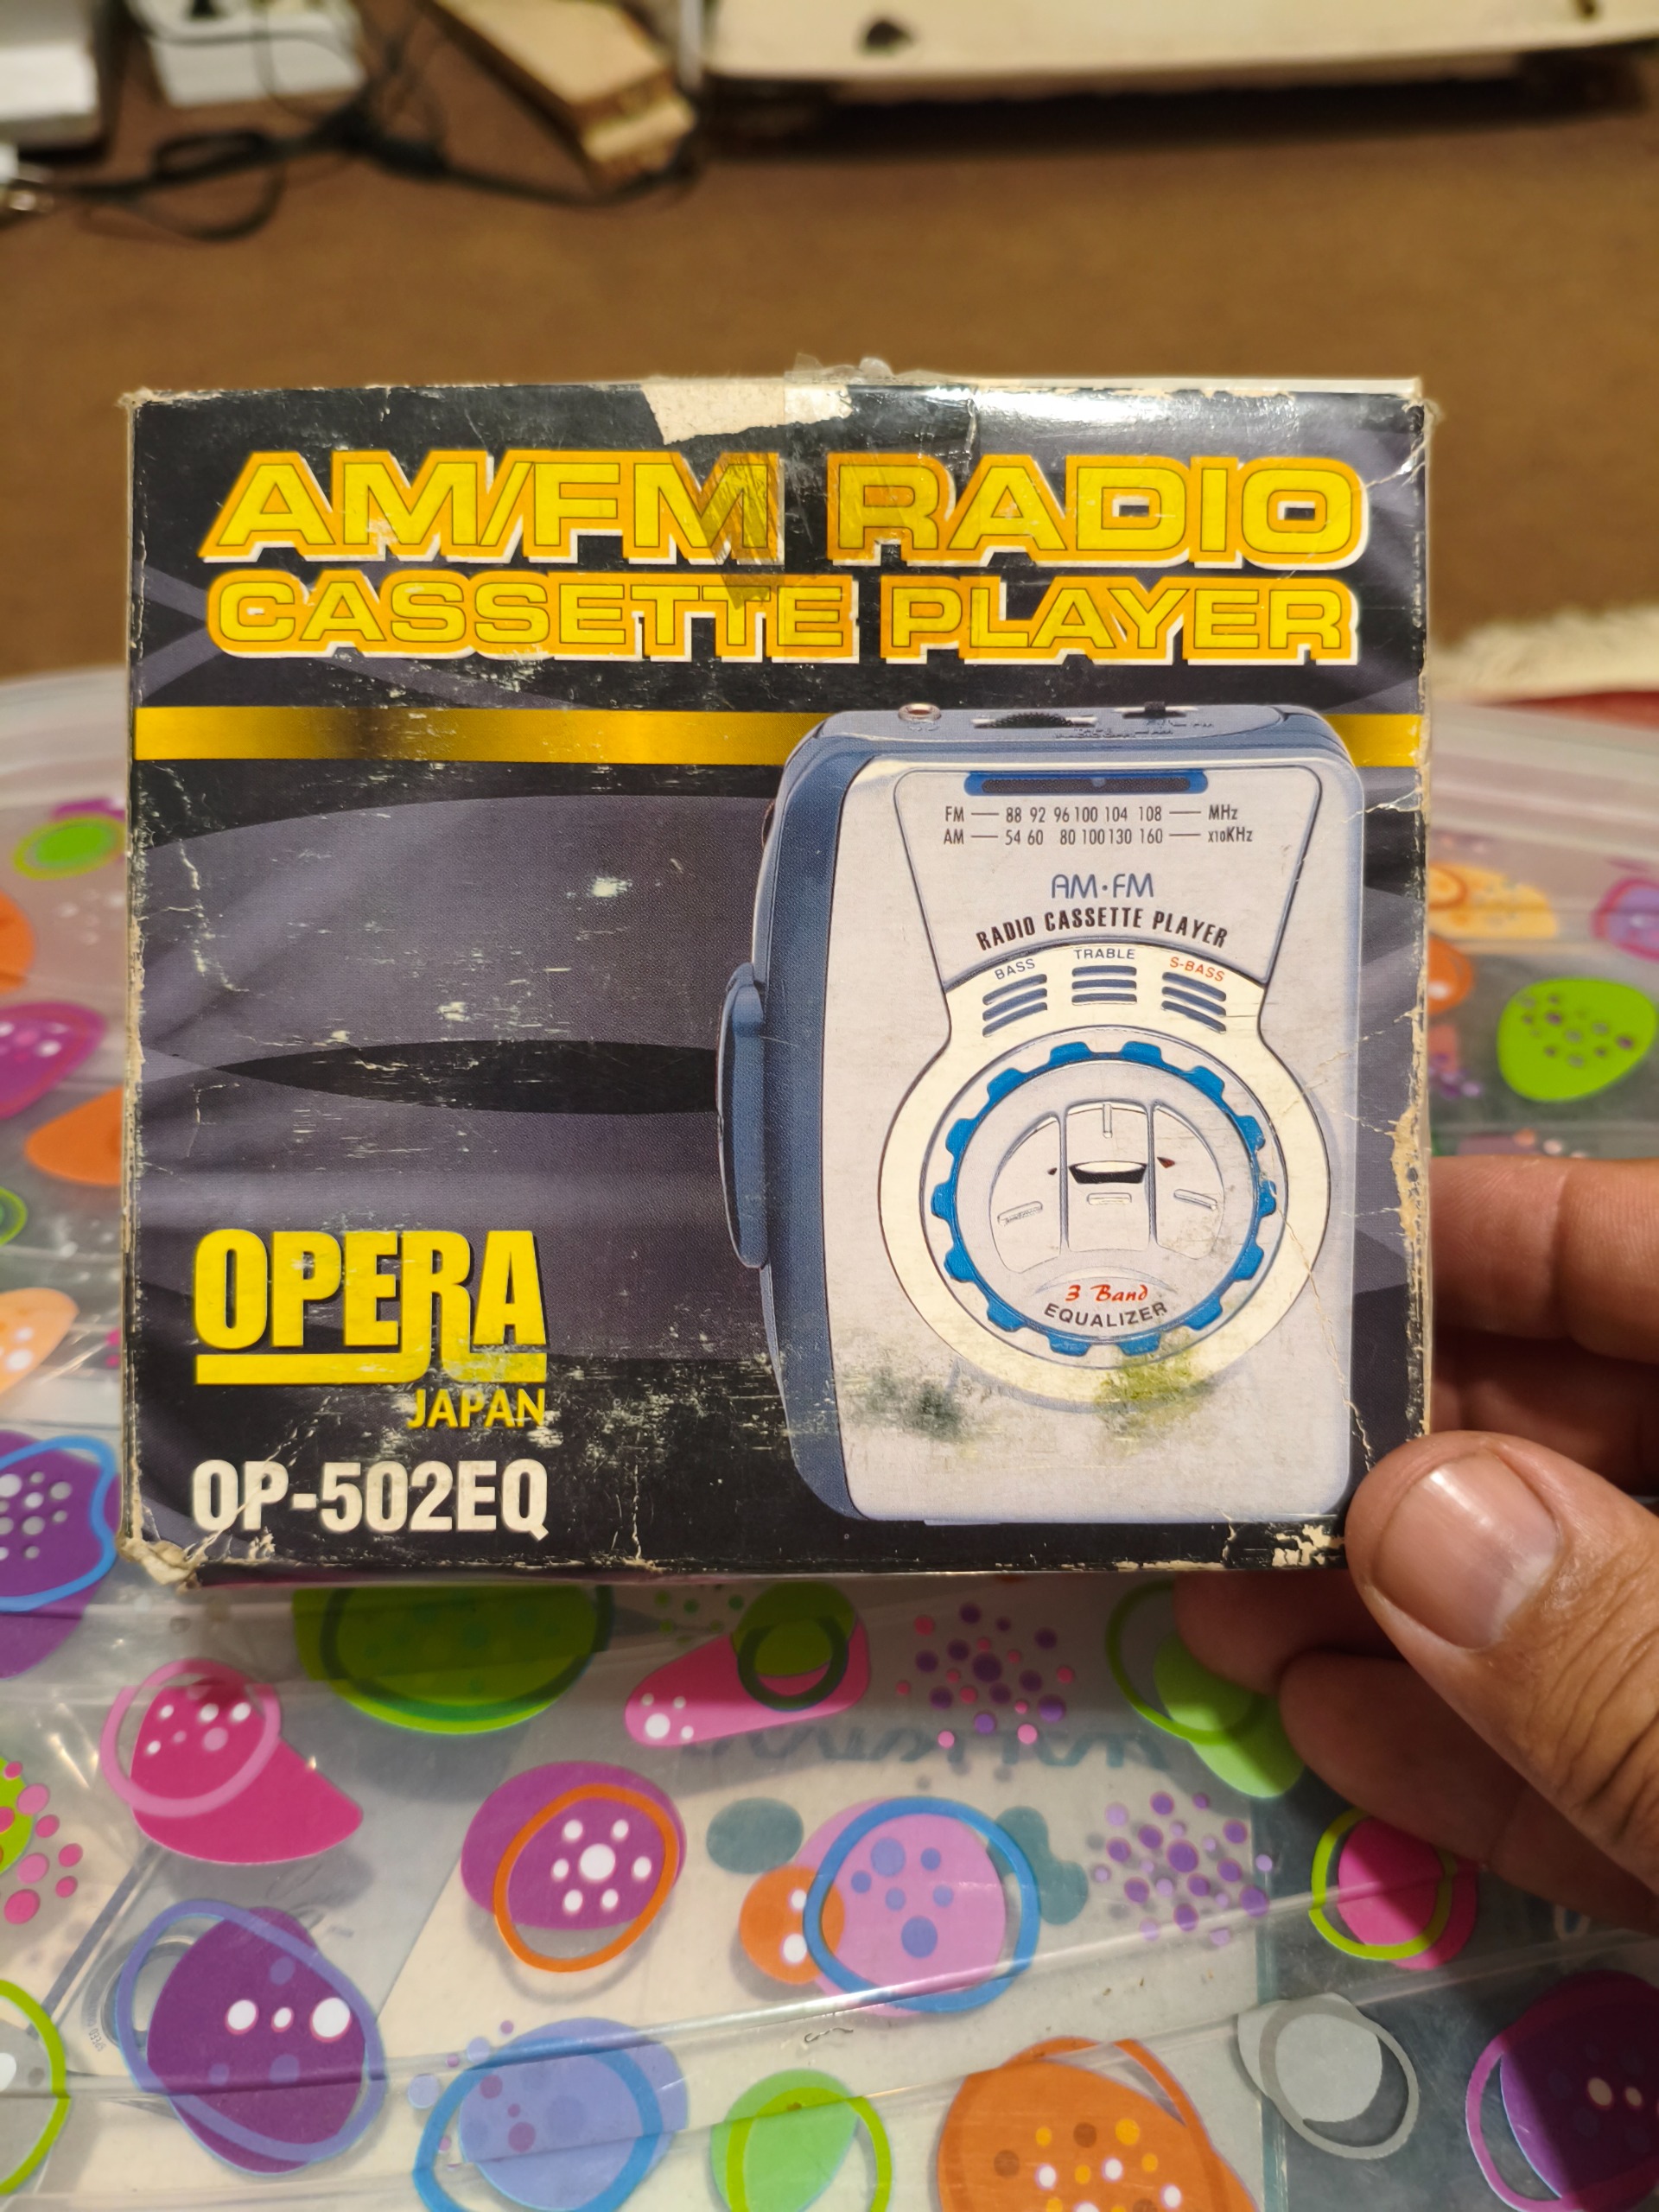 AM/FM RADIO
CASSETTE PLAYER
FM — 88 92 96 100 104 108 — MHz
AM — 54 60 80 100 130 160 — x10KHz
AM·FM
RADIO CASSETTE PLAYER
BASS TRABLE S-BASS
3 Band
EQUALIZER
OPERA
JAPAN
OP-502EQ